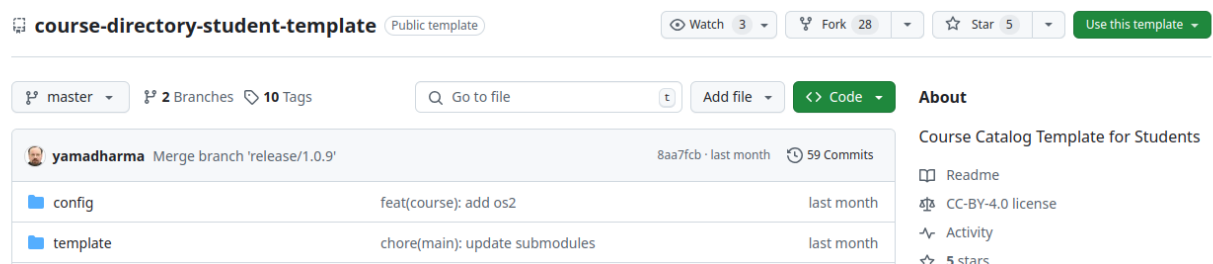 course-directory-student-template Public template Watch 3 Fork 28 Star 5 Use this template
master 2 Branches 10 Tags Go to file t Add file Code About
Course Catalog Template for Students
yamadharma Merge branch 'release/1.0.9' 8aa7fcb · last month 59 Commits
Readme
config feat(course): add os2 last month CC-BY-4.0 license
Activity
template chore(main): update submodules last month
5 stars